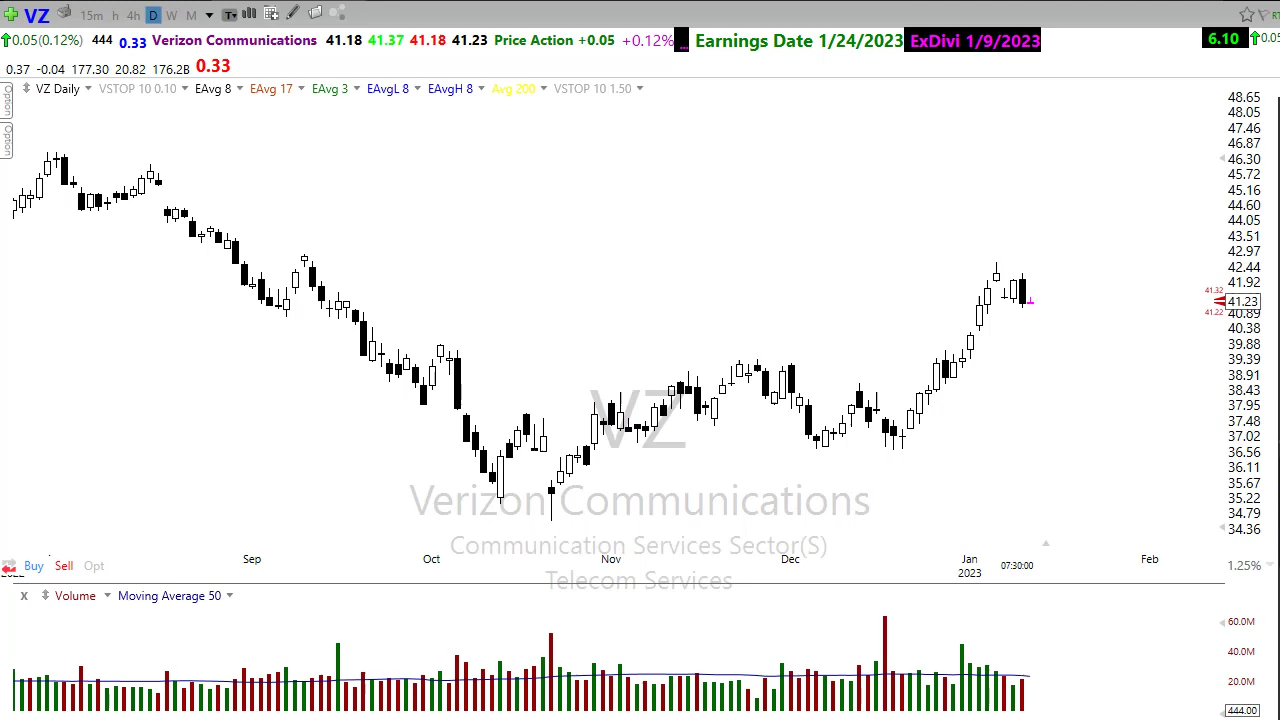 VZ 15m h 4h D W M T
0.05(0.12%) 444 0.33 Verizon Communications 41.18 41.37 41.18 41.23 Price Action +0.05 +0.12% ... Earnings Date 1/24/2023 ExDivi 1/9/2023 6.10 0.05
0.37 -0.04 177.30 20.82 176.2B 0.33
VZ Daily VSTOP 10 0.10 EAvg 8 EAvg 17 EAvg 3 EAvgL 8 EAvgH 8 Avg 200 VSTOP 10 1.50
Option
Option
48.65
48.05
47.46
46.87
46.30
45.72
45.16
44.60
44.05
43.51
42.97
42.44
41.92
41.32
41.23
41.22
40.89
40.38
39.88
39.39
38.91
38.43
37.95
37.48
37.02
36.56
36.11
35.67
35.22
34.79
34.36
VZ
Verizon Communications
Communication Services Sector(S)
Telecom Services
Sep Oct Nov Dec Jan Feb
2023 07:30:00
Buy Sell Opt 1.25%
x Volume Moving Average 50
60.0M
40.0M
20.0M
444.00